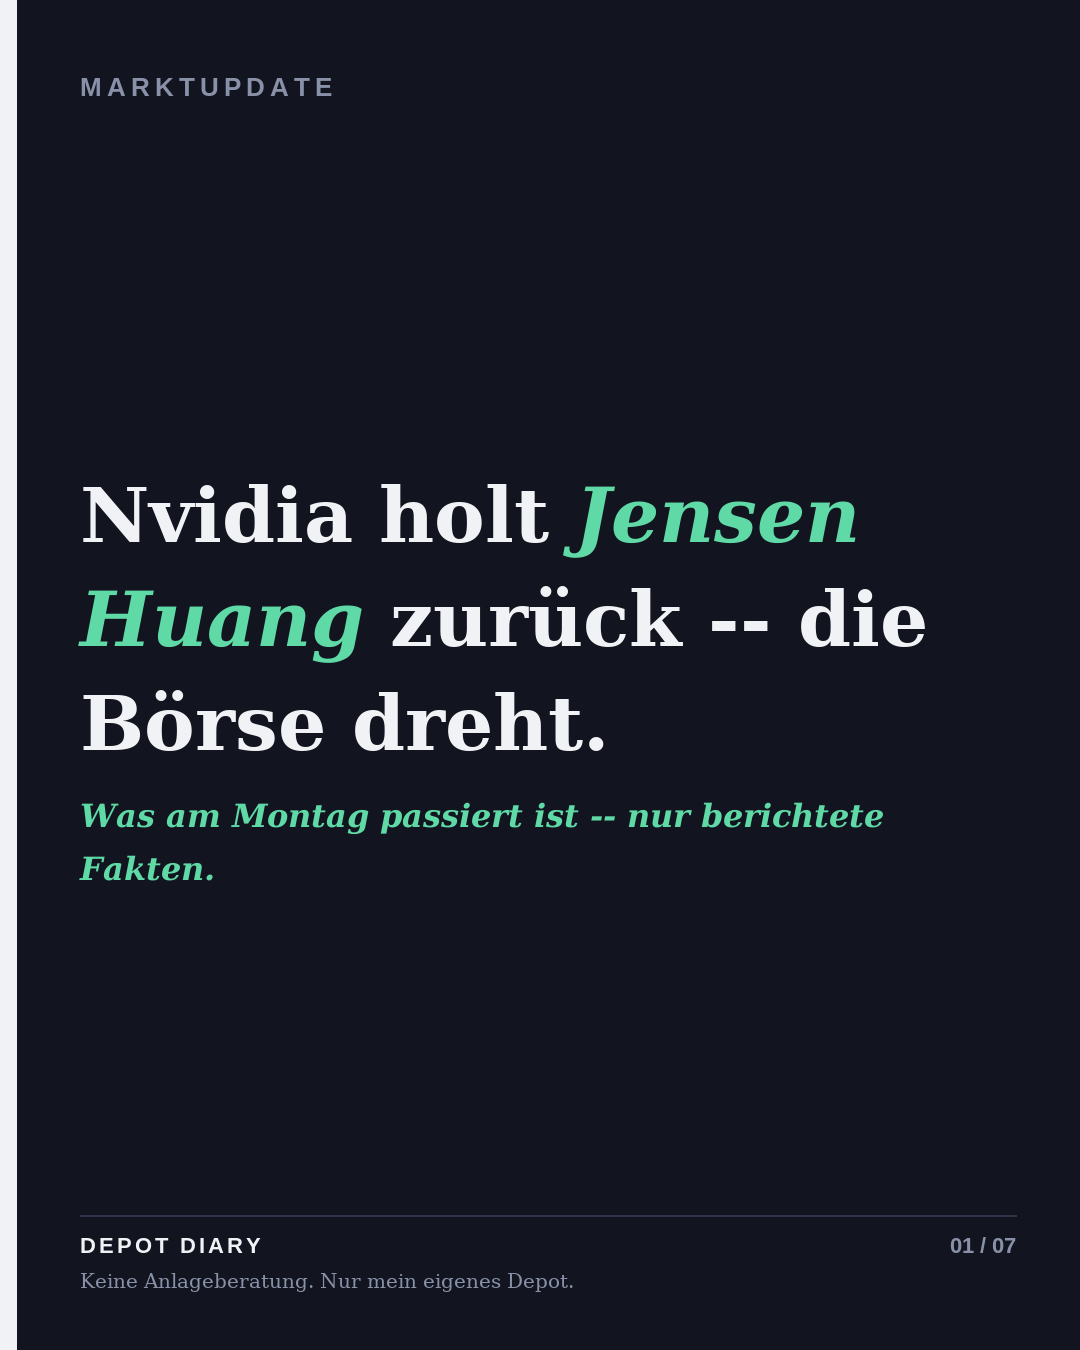 MARKTUPDATE
Nvidia holt Jensen
Huang zurück -- die
Börse dreht.
Was am Montag passiert ist -- nur berichtete
Fakten.
DEPOT DIARY
01 / 07
Keine Anlageberatung. Nur mein eigenes Depot.